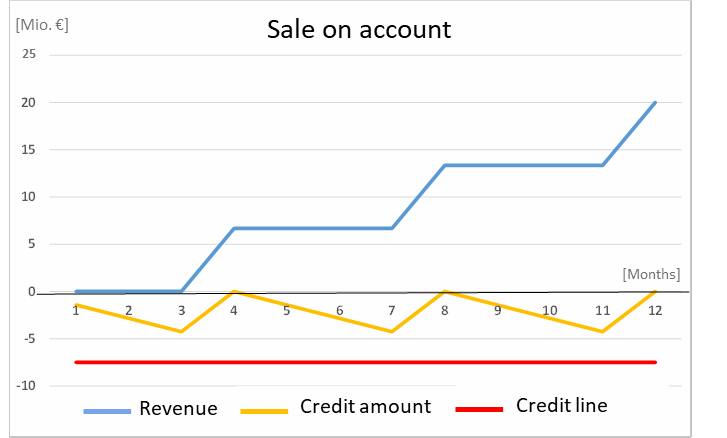 [Mio. €]
Sale on account
25
20
15
10
5
0
[Months]
1 2 3 4 5 6 7 8 9 10 11 12
-5
-10
Revenue Credit amount Credit line